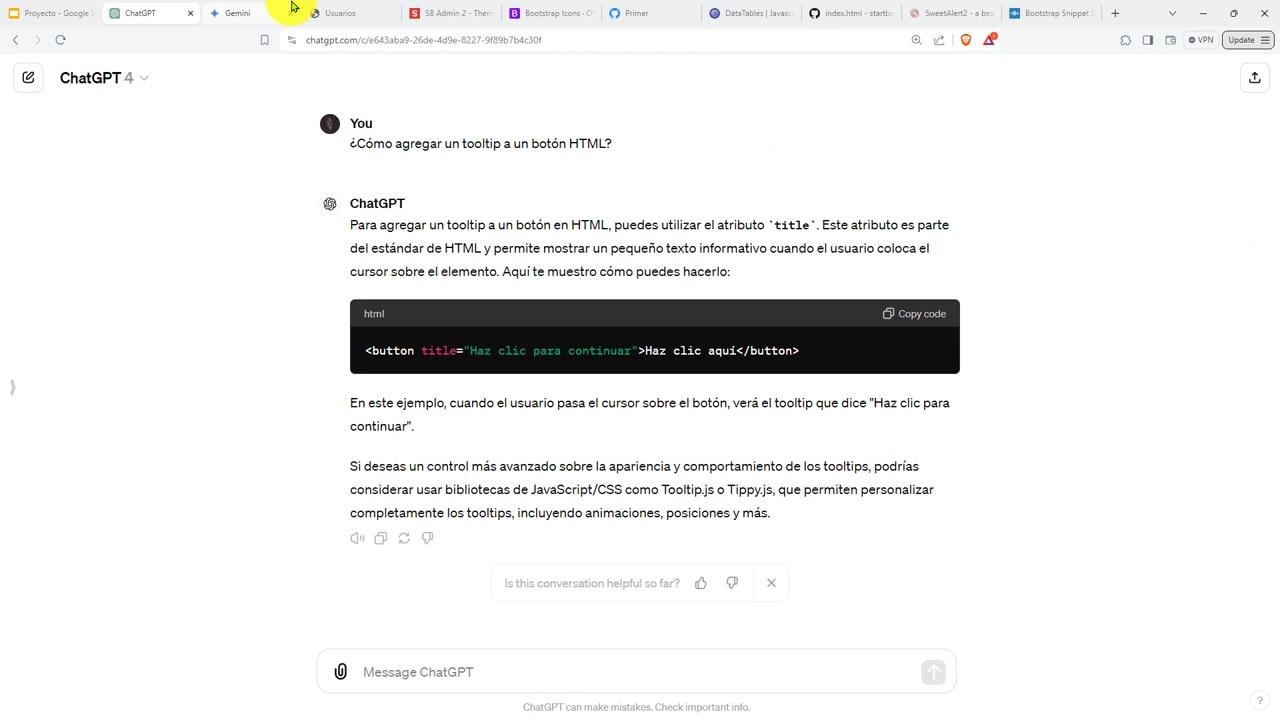 Proyecto - Google S
ChatGPT
Gemini
Usuarios
SB Admin 2 - Them
Bootstrap Icons - Of
Primer
DataTables | Javasc
index.html - startbo
SweetAlert2 - a bea
Bootstrap Snippet S
chatgpt.com/c/e643aba9-26de-4d9e-8227-9f89b7b4c30f
VPN
Update
ChatGPT 4
You
¿Cómo agregar un tooltip a un botón HTML?
ChatGPT
Para agregar un tooltip a un botón en HTML, puedes utilizar el atributo `title`. Este atributo es parte
del estándar de HTML y permite mostrar un pequeño texto informativo cuando el usuario coloca el
cursor sobre el elemento. Aquí te muestro cómo puedes hacerlo:
html
Copy code
<button title="Haz clic para continuar">Haz clic aquí</button>
En este ejemplo, cuando el usuario pasa el cursor sobre el botón, verá el tooltip que dice "Haz clic para
continuar".
Si deseas un control más avanzado sobre la apariencia y comportamiento de los tooltips, podrías
considerar usar bibliotecas de JavaScript/CSS como Tooltip.js o Tippy.js, que permiten personalizar
completamente los tooltips, incluyendo animaciones, posiciones y más.
Is this conversation helpful so far?
Message ChatGPT
ChatGPT can make mistakes. Check important info.
?